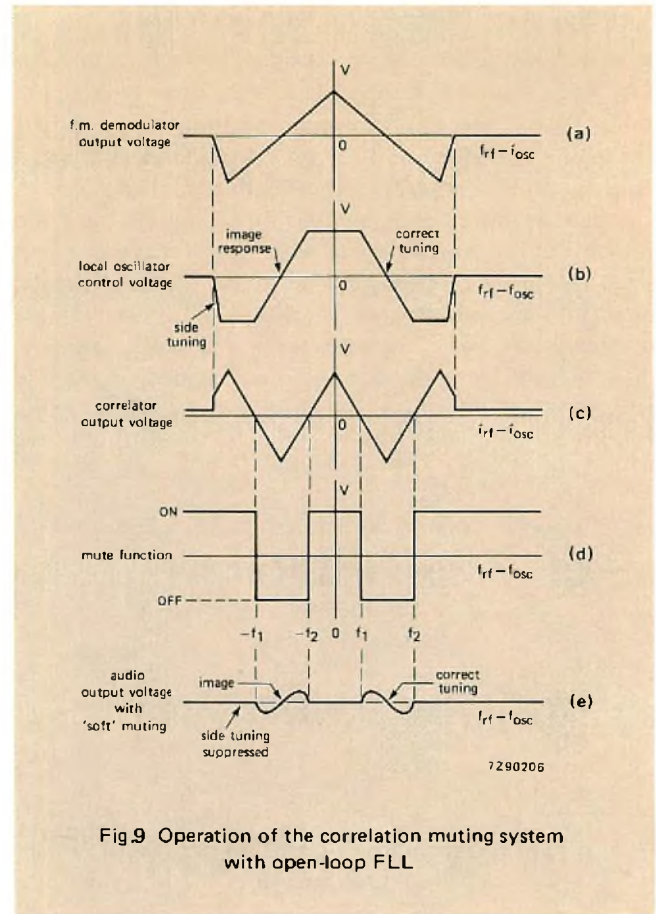 V
f.m. demodulator
output voltage
0
frf – fosc
(a)
V
image
response
correct
tuning
local oscillator
control voltage
0
frf – fosc
(b)
side
tuning
V
correlator
output voltage
0
frf – fosc
(c)
V
ON
mute function
frf – fosc
(d)
OFF
–f1 –f2 0 f1 f2
audio
output voltage
with
'soft' muting
image
correct
tuning
(e)
frf – fosc
side tuning
suppressed
7290206
Fig.9 Operation of the correlation muting system
with open-loop FLL